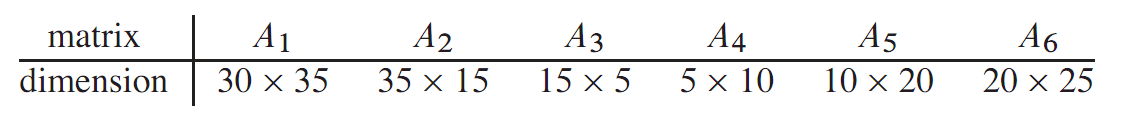 matrix A₁ A₂ A₃ A₄ A₅ A₆
dimension 30 × 35 35 × 15 15 × 5 5 × 10 10 × 20 20 × 25